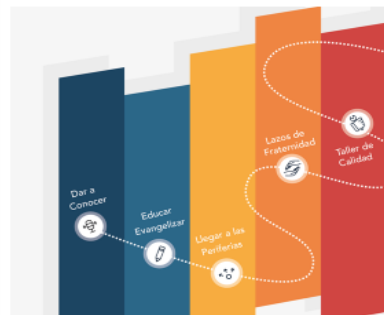 Dar a
Conocer
Educar
Evangelizar
Llegar a las
Periferias
Lazos de
Fraternidad
Taller de
Calidad